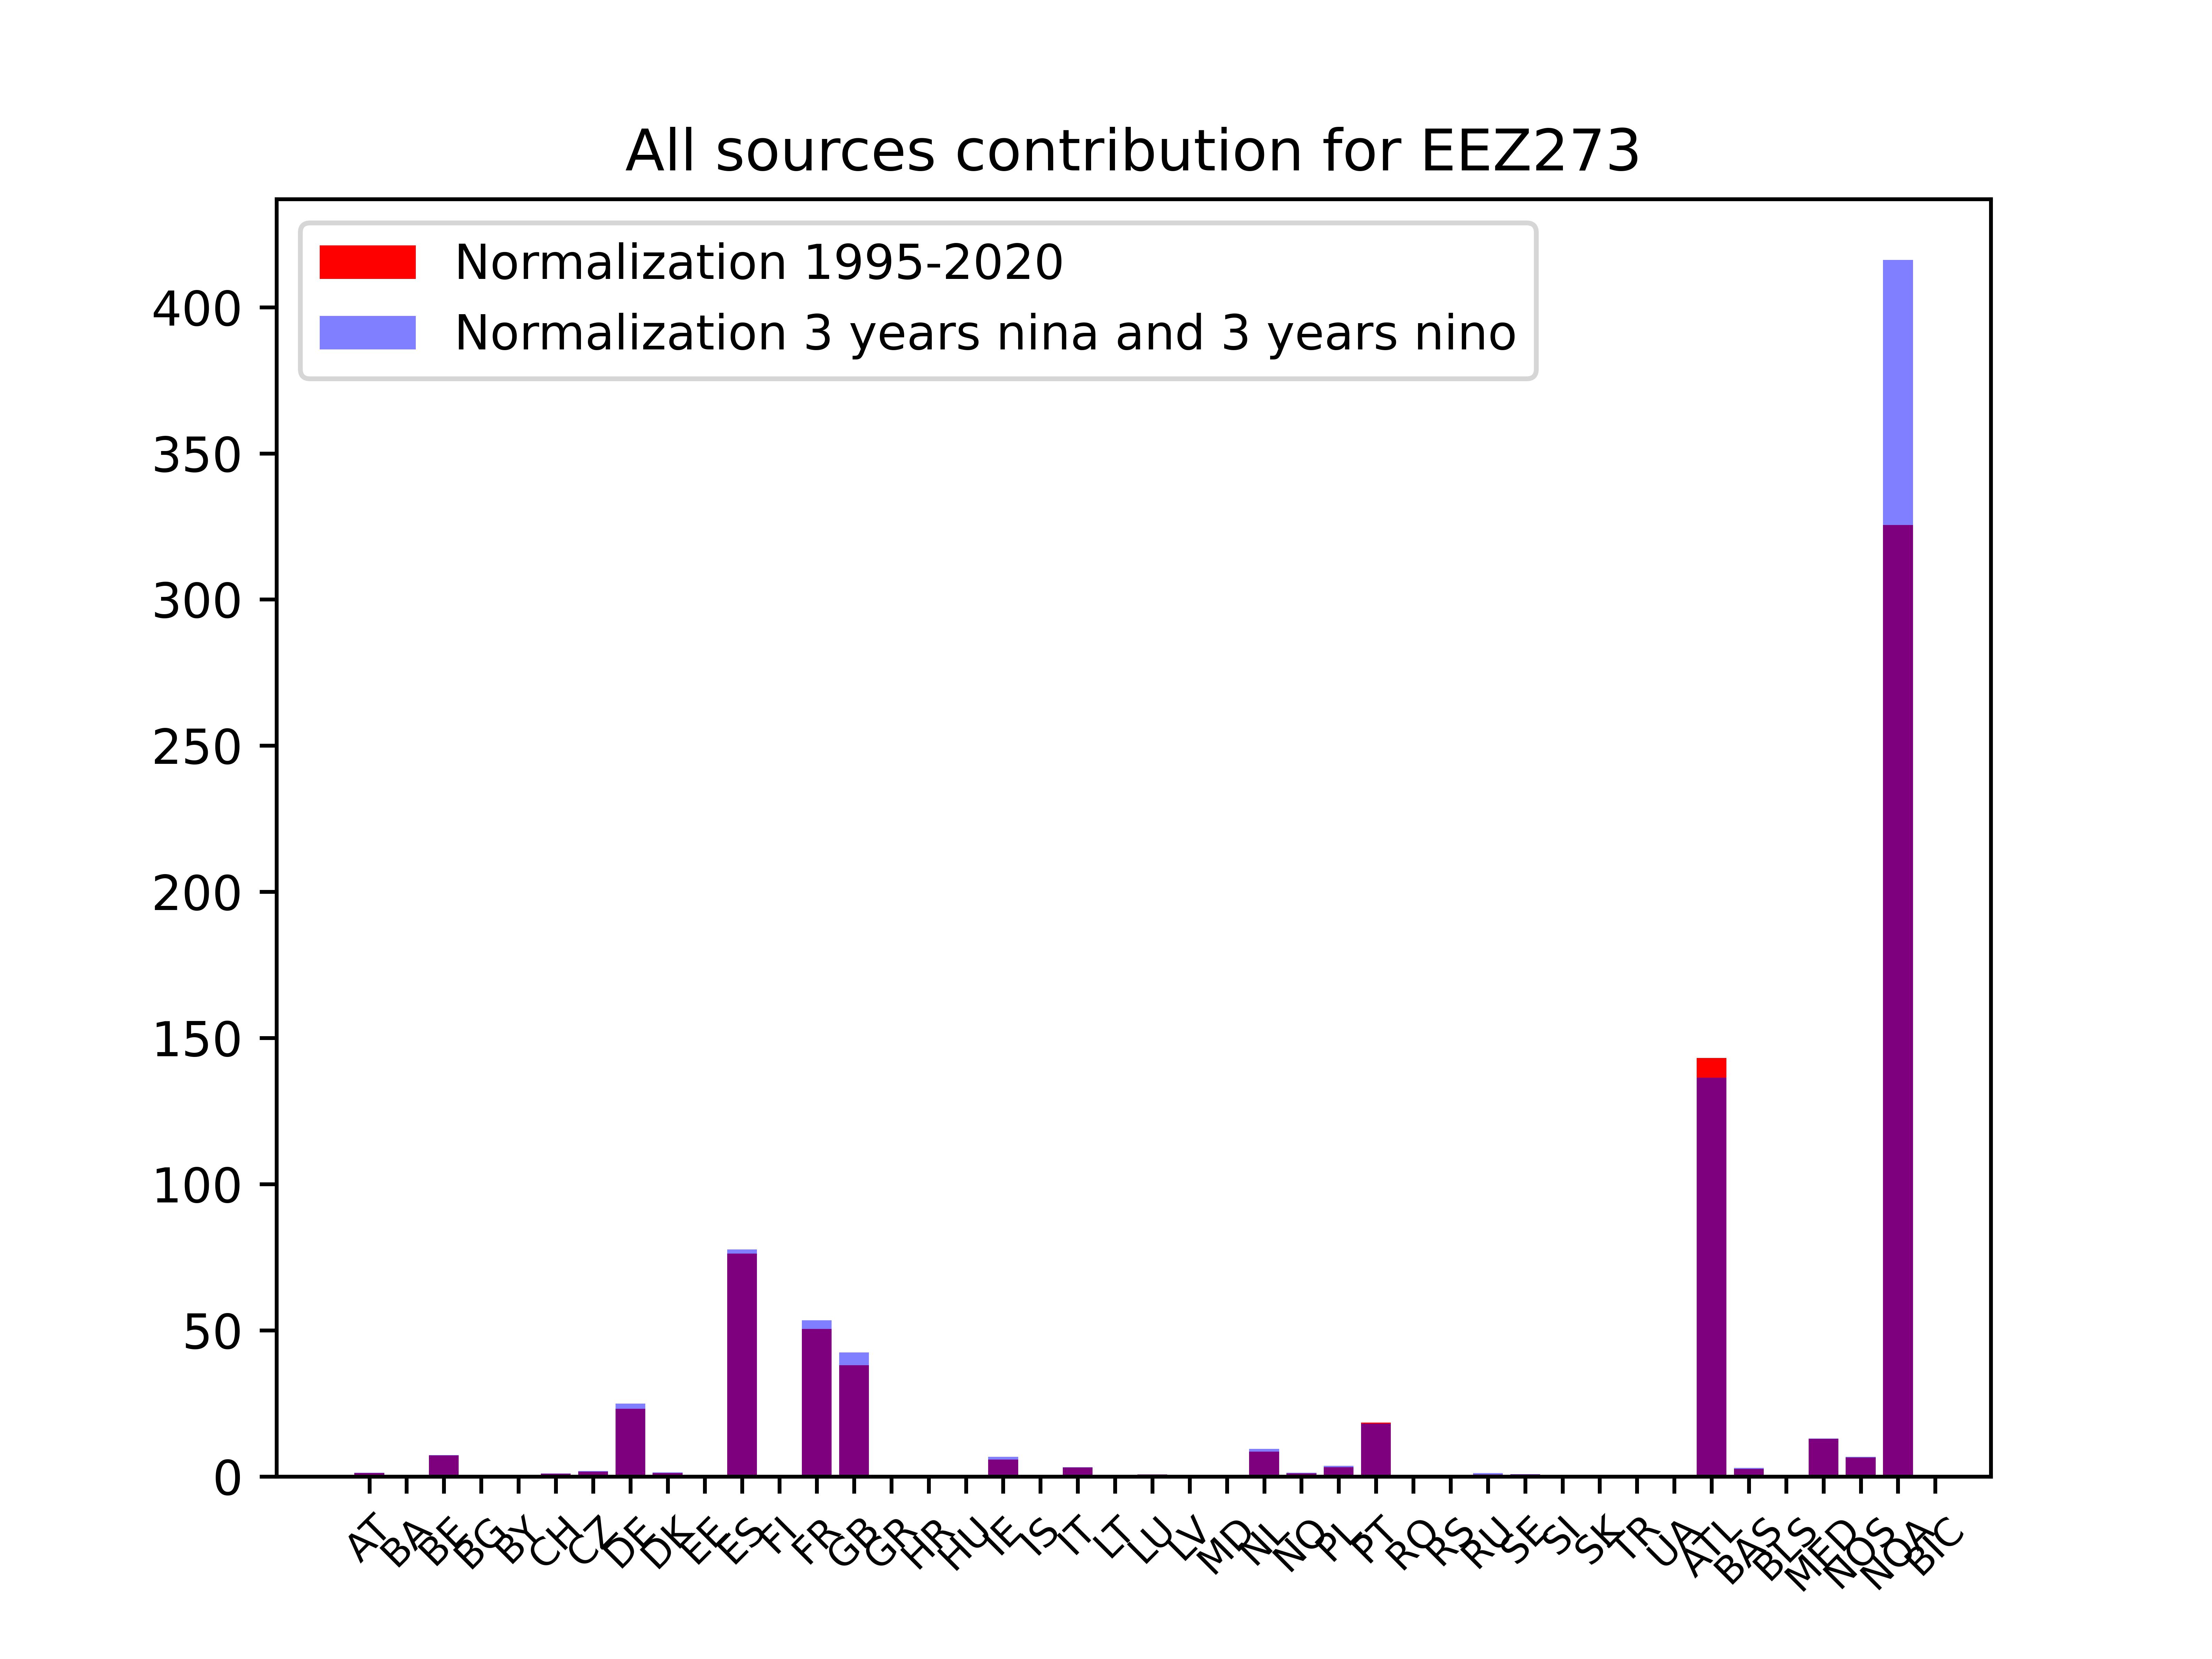 All sources contribution for EEZ273
Normalization 1995-2020
Normalization 3 years nina and 3 years nino
400
350
300
250
200
150
100
50
0
AT
BA
BE
BG
BY
CH
CZ
DE
DK
EE
ES
FI
FR
GB
GR
HR
HU
IE
IS
IT
LT
LU
LV
MD
NL
NO
PL
PT
RO
RS
RU
SE
SI
SK
TR
UA
ATL
BAS
BLS
MED
NOS
NOA
BIC